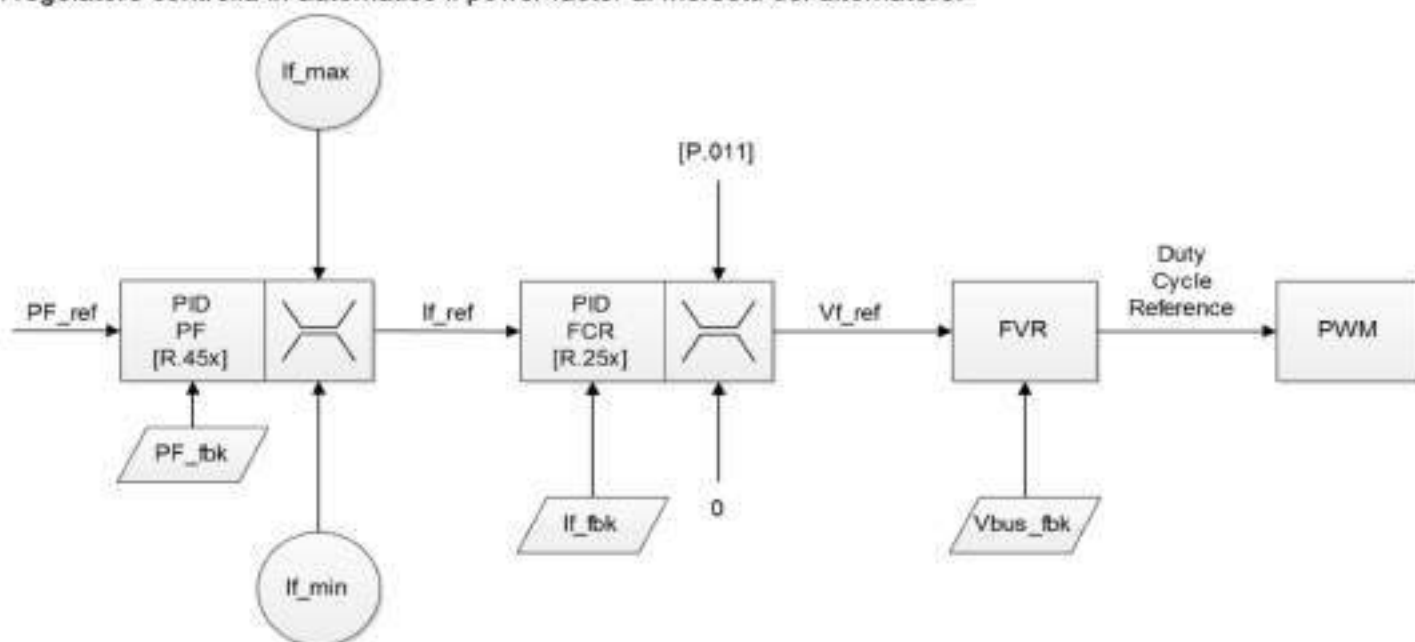 If_max
[P.011]
PF_ref
PID
PF
[R.45x]
If_ref
PID
FCR
[R.25x]
Vf_ref
FVR
Duty
Cycle
Reference
PWM
PF_fbk
If_fbk
0
Vbus_fbk
If_min